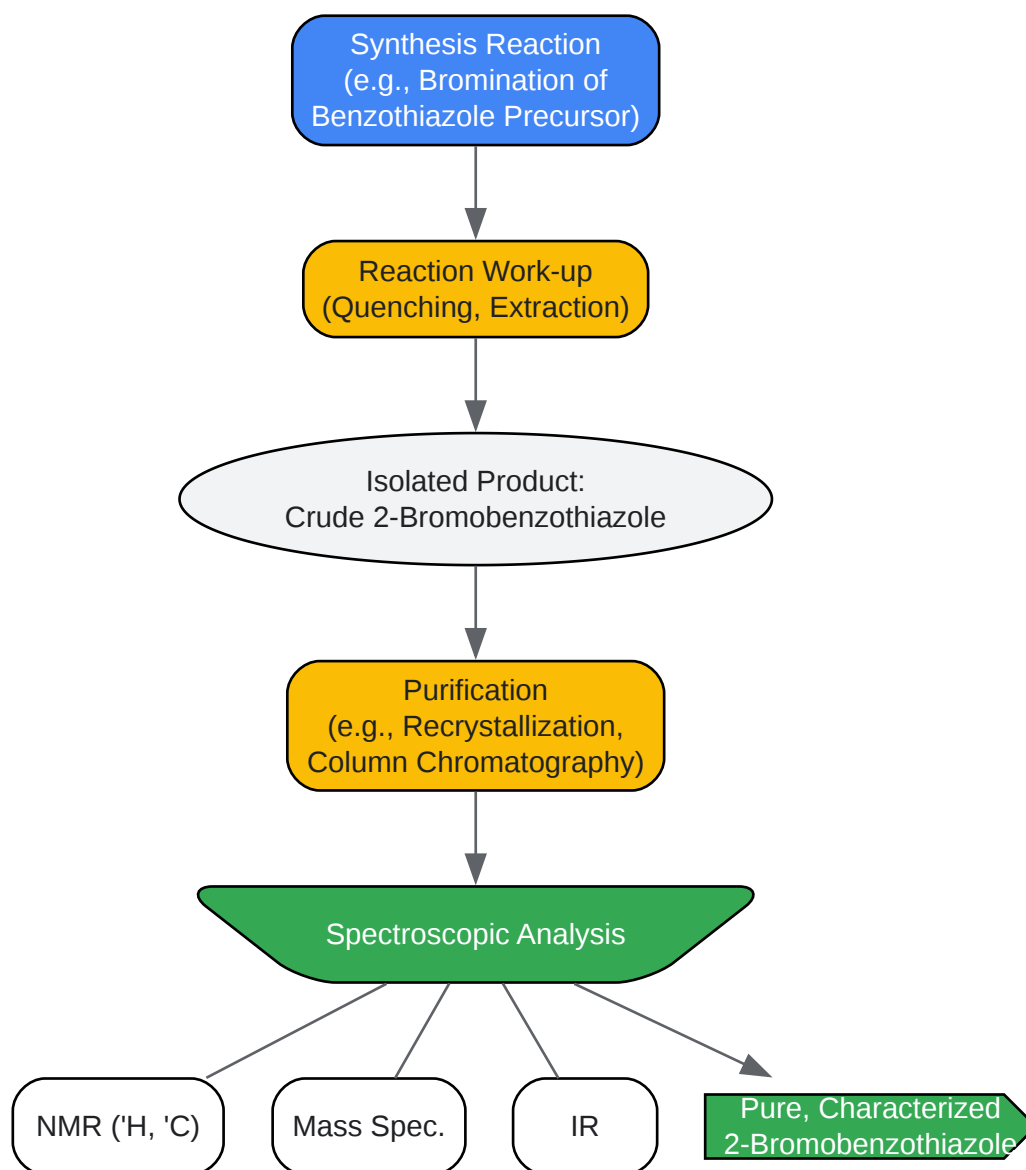 Synthesis Reaction
(e.g., Bromination of
Benzothiazole Precursor)
Reaction Work-up
(Quenching, Extraction)
Isolated Product:
Crude 2-Bromobenzothiazole
Purification
(e.g., Recrystallization,
Column Chromatography)
Spectroscopic Analysis
NMR ('H, 'C)
Mass Spec.
IR
Pure, Characterized
2-Bromobenzothiazole